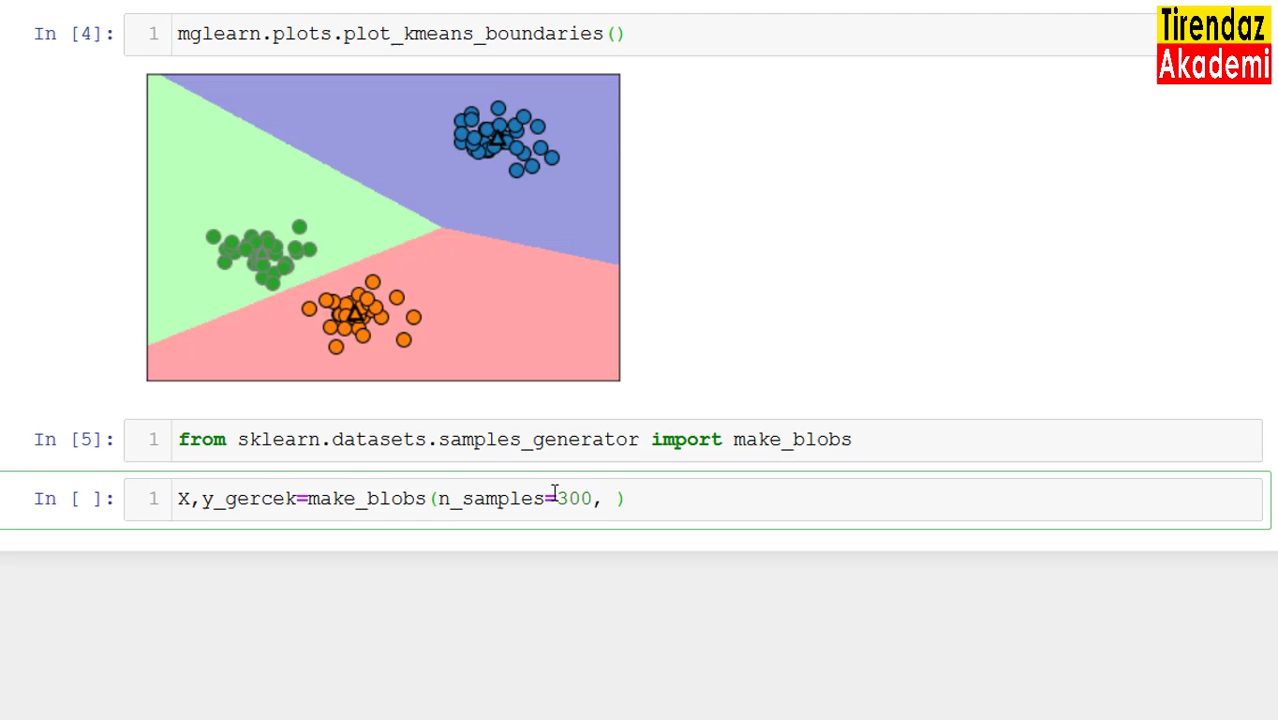 Tirendaz
Akademi
In [4]: 1 mglearn.plots.plot_kmeans_boundaries()
In [5]: 1 from sklearn.datasets.samples_generator import make_blobs
In [ ]: 1 X,y_gercek=make_blobs(n_samples=300, )